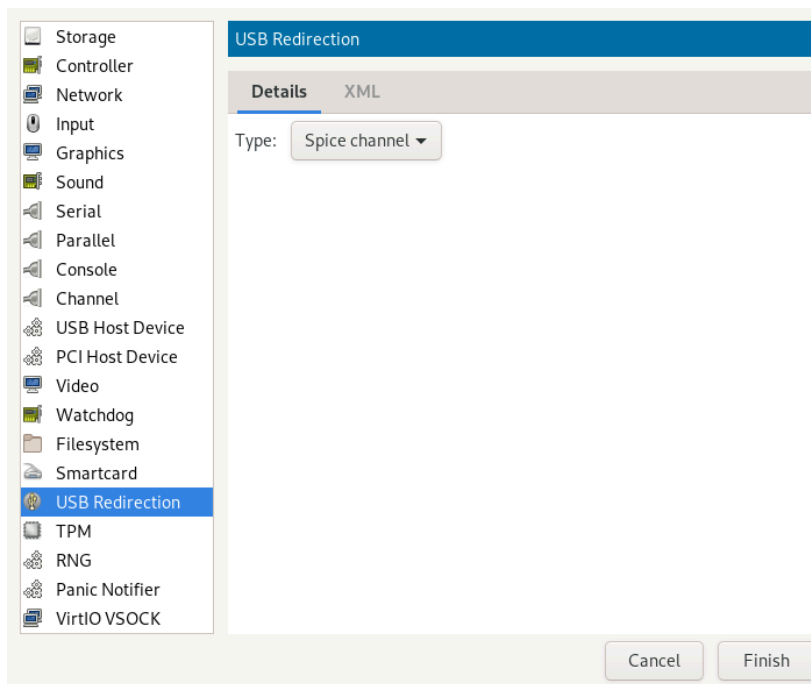 Storage
Controller
Network
Input
Graphics
Sound
Serial
Parallel
Console
Channel
USB Host Device
PCI Host Device
Video
Watchdog
Filesystem
Smartcard
USB Redirection
TPM
RNG
Panic Notifier
VirtIO VSOCK
USB Redirection
Details XML
Type: Spice channel
Cancel Finish